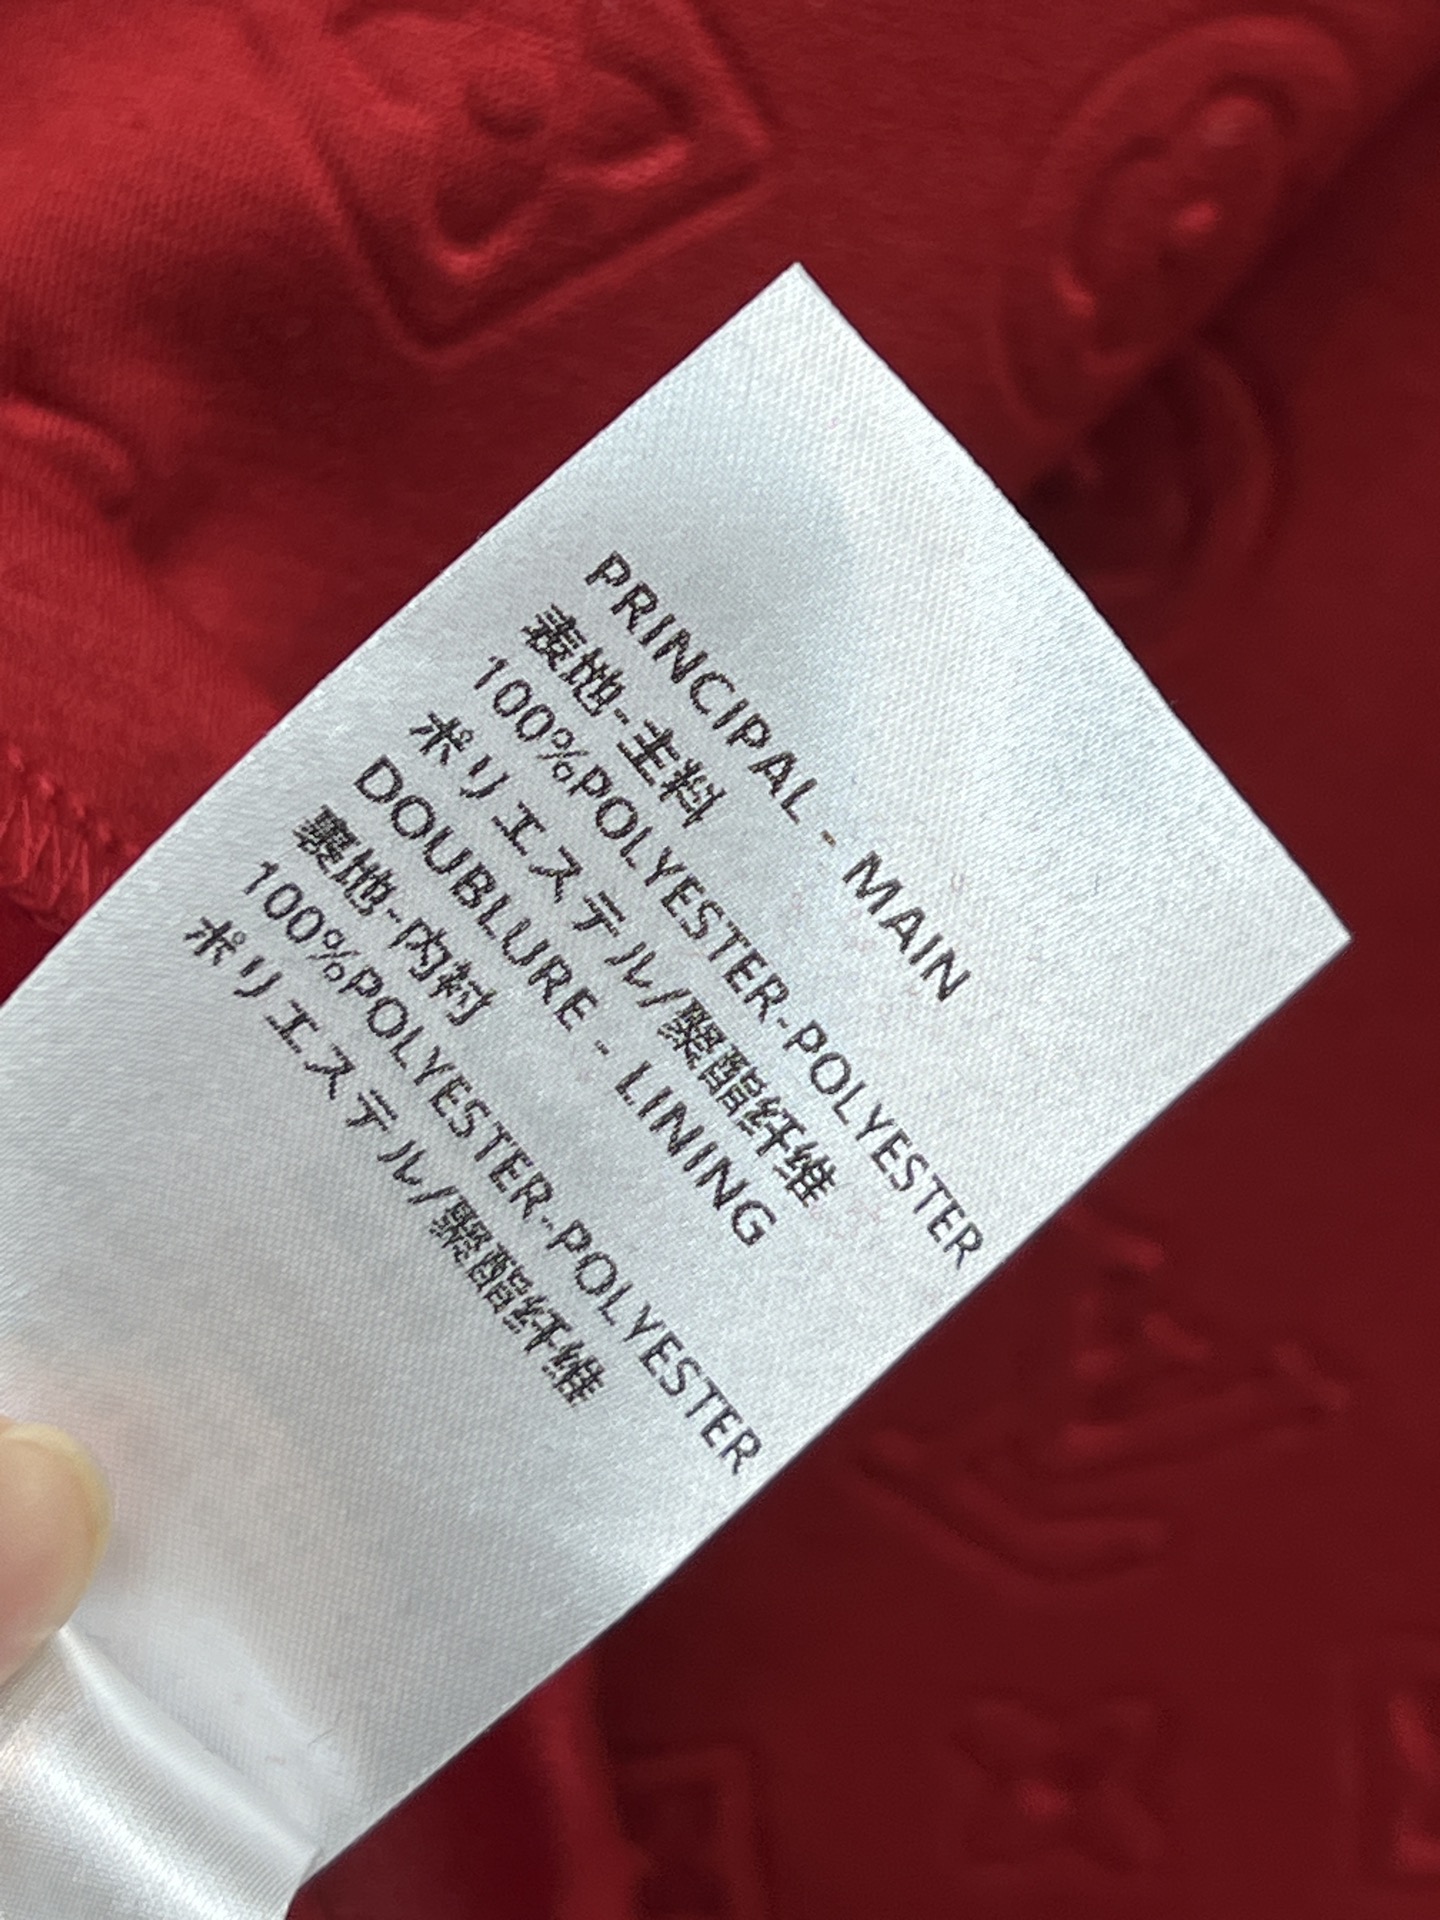 PRINCIPAL - MAIN
表地-主料
100%POLYESTER-POLYESTER
ポリエステル/聚酯纤维
DOUBLURE - LINING
裏地-内衬
100%POLYESTER-POLYESTER
ポリエステル/聚酯纤维